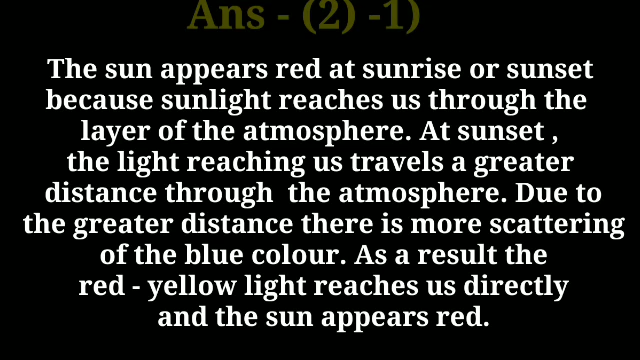 Ans - (2) -1)
The sun appears red at sunrise or sunset
because sunlight reaches us through the
layer of the atmosphere. At sunset ,
the light reaching us travels a greater
distance through the atmosphere. Due to
the greater distance there is more scattering
of the blue colour. As a result the
red - yellow light reaches us directly
and the sun appears red.